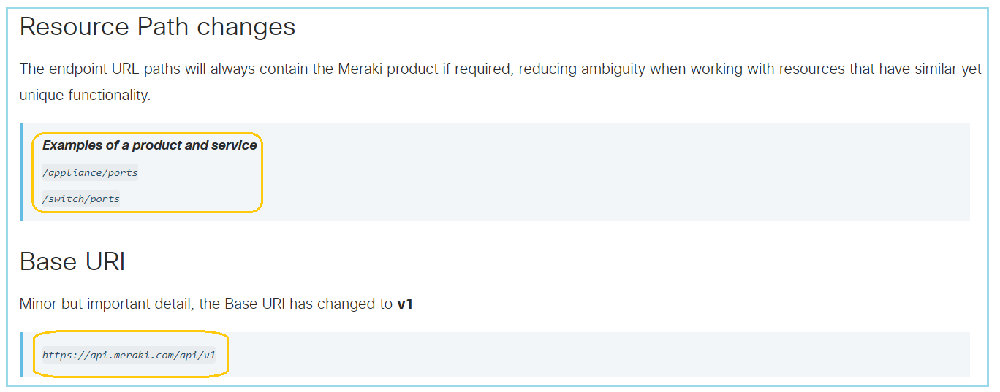 Resource Path changes
The endpoint URL paths will always contain the Meraki product if required, reducing ambiguity when working with resources that have similar yet
unique functionality.
Examples of a product and service
/appliance/ports
/switch/ports
Base URI
Minor but important detail, the Base URI has changed to v1
https://api.meraki.com/api/v1